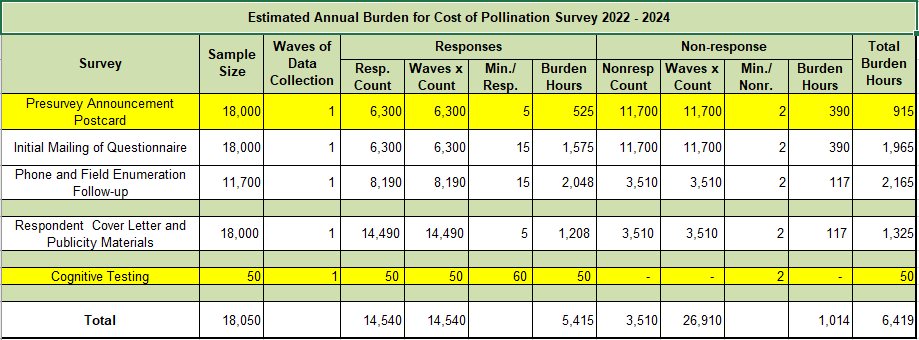 Estimated Annual Burden for Cost of Pollination Survey 2022 - 2024
Survey Sample Size Waves of Data Collection Responses Non-response Total Burden Hours
Resp. Count Waves x Count Min./ Resp. Burden Hours Nonresp Count Waves x Count Min./ Nonr. Burden Hours
Presurvey Announcement Postcard 18,000 1 6,300 6,300 5 525 11,700 11,700 2 390 915
Initial Mailing of Questionnaire 18,000 1 6,300 6,300 15 1,575 11,700 11,700 2 390 1,965
Phone and Field Enumeration Follow-up 11,700 1 8,190 8,190 15 2,048 3,510 3,510 2 117 2,165
Respondent Cover Letter and Publicity Materials 18,000 1 14,490 14,490 5 1,208 3,510 3,510 2 117 1,325
Cognitive Testing 50 1 50 50 60 50 - - 2 - 50
Total 18,050 14,540 14,540 5,415 3,510 26,910 1,014 6,419